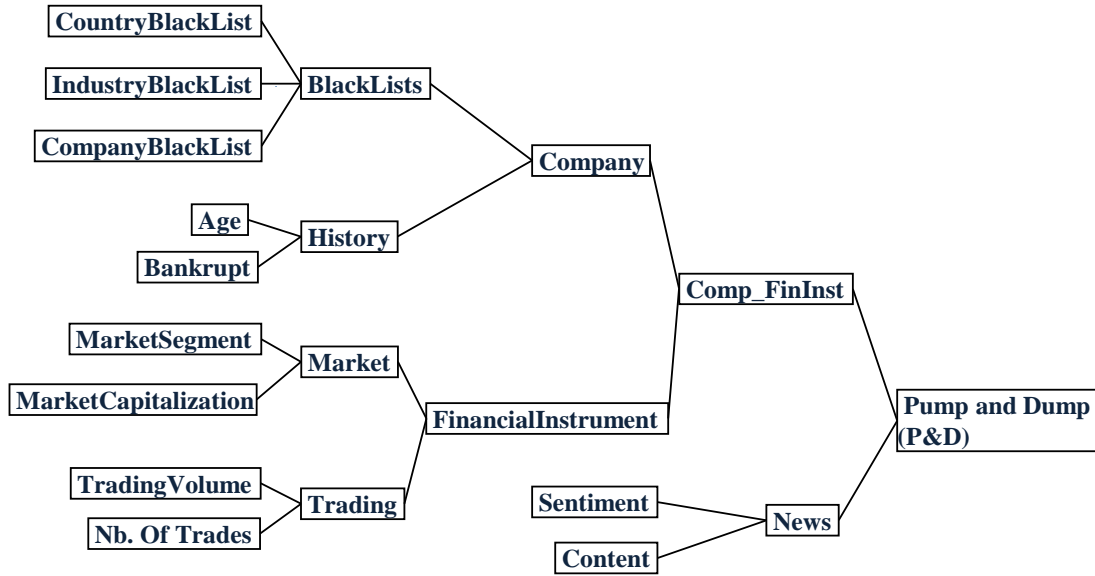 CountryBlackList
IndustryBlackList
BlackLists
CompanyBlackList
Company
Age
History
Bankrupt
Comp_FinInst
MarketSegment
Market
MarketCapitalization
FinancialInstrument
Pump and Dump
(P&D)
TradingVolume
Trading
Sentiment
Nb. Of Trades
News
Content